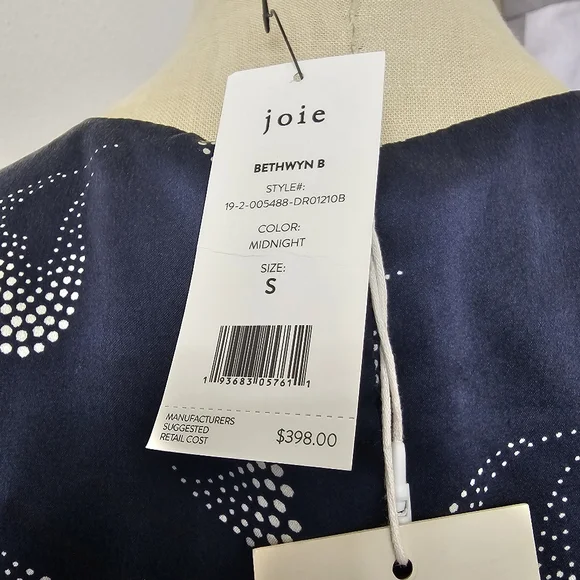 joie
BETHWYN B
STYLE#:
19-2-005488-DR01210B
COLOR:
MIDNIGHT
SIZE:
S
1 93683 05761 1
MANUFACTURERS
SUGGESTED
RETAIL COST
$398.00